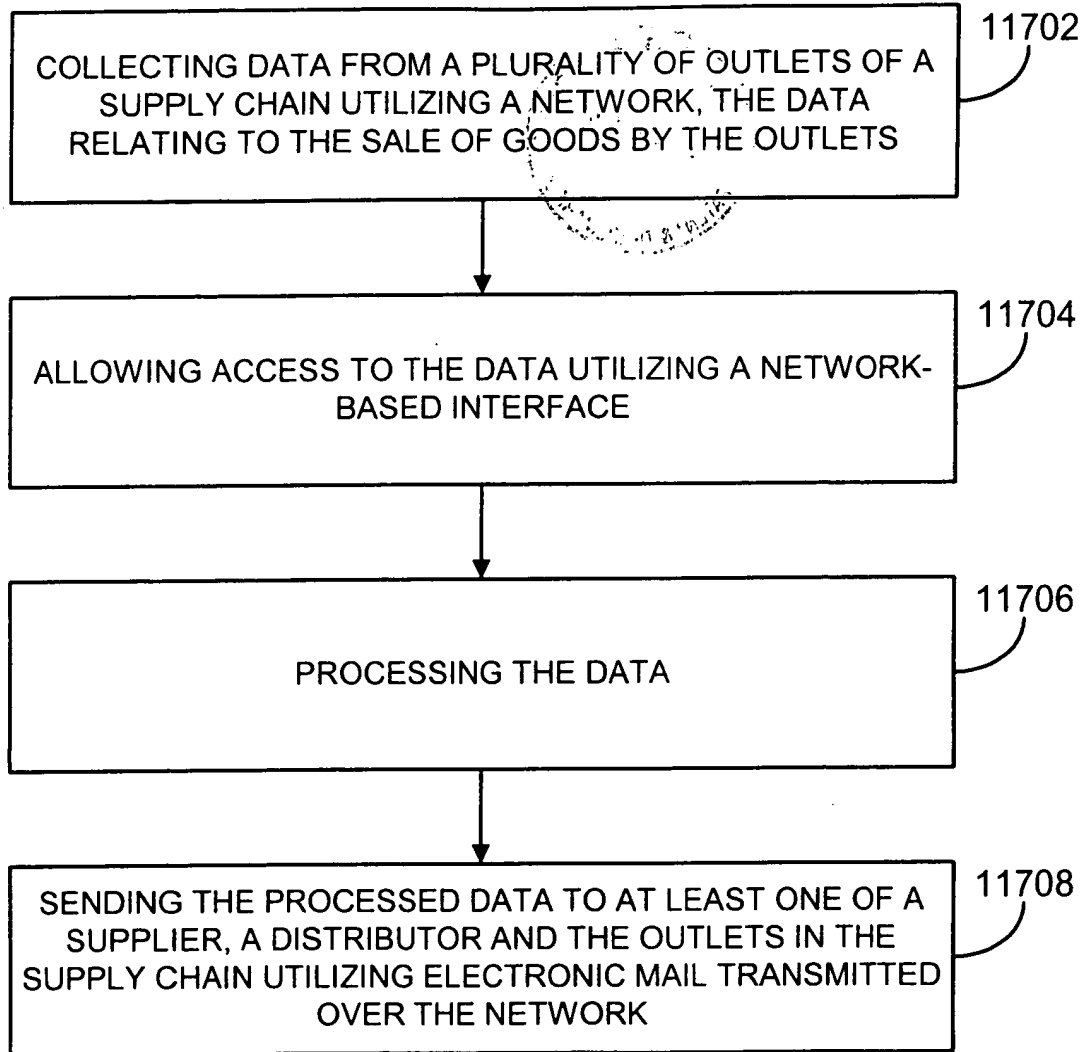 11702
COLLECTING DATA FROM A PLURALITY OF OUTLETS OF A
SUPPLY CHAIN UTILIZING A NETWORK, THE DATA
RELATING TO THE SALE OF GOODS BY THE OUTLETS
11704
ALLOWING ACCESS TO THE DATA UTILIZING A NETWORK-
BASED INTERFACE
11706
PROCESSING THE DATA
11708
SENDING THE PROCESSED DATA TO AT LEAST ONE OF A
SUPPLIER, A DISTRIBUTOR AND THE OUTLETS IN THE
SUPPLY CHAIN UTILIZING ELECTRONIC MAIL TRANSMITTED
OVER THE NETWORK